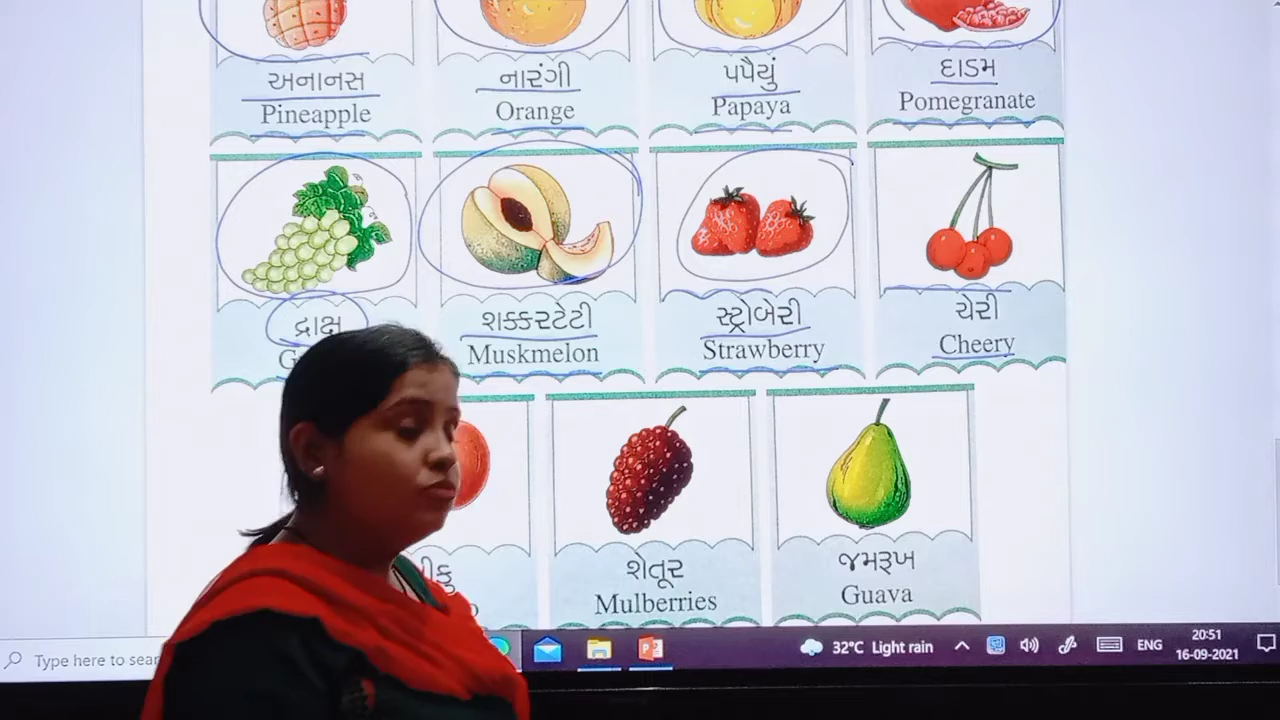 અનાનસ
Pineapple
નારંગી
Orange
પપૈયું
Papaya
દાડમ
Pomegranate
દ્રાક્ષ
શક્કરટેટી
Muskmelon
સ્ટ્રોબેરી
Strawberry
ચેરી
Cheery
શેતૂર
Mulberries
જમરૂખ
Guava
Type here to sear
32°C Light rain
ENG
20:51
16-09-2021